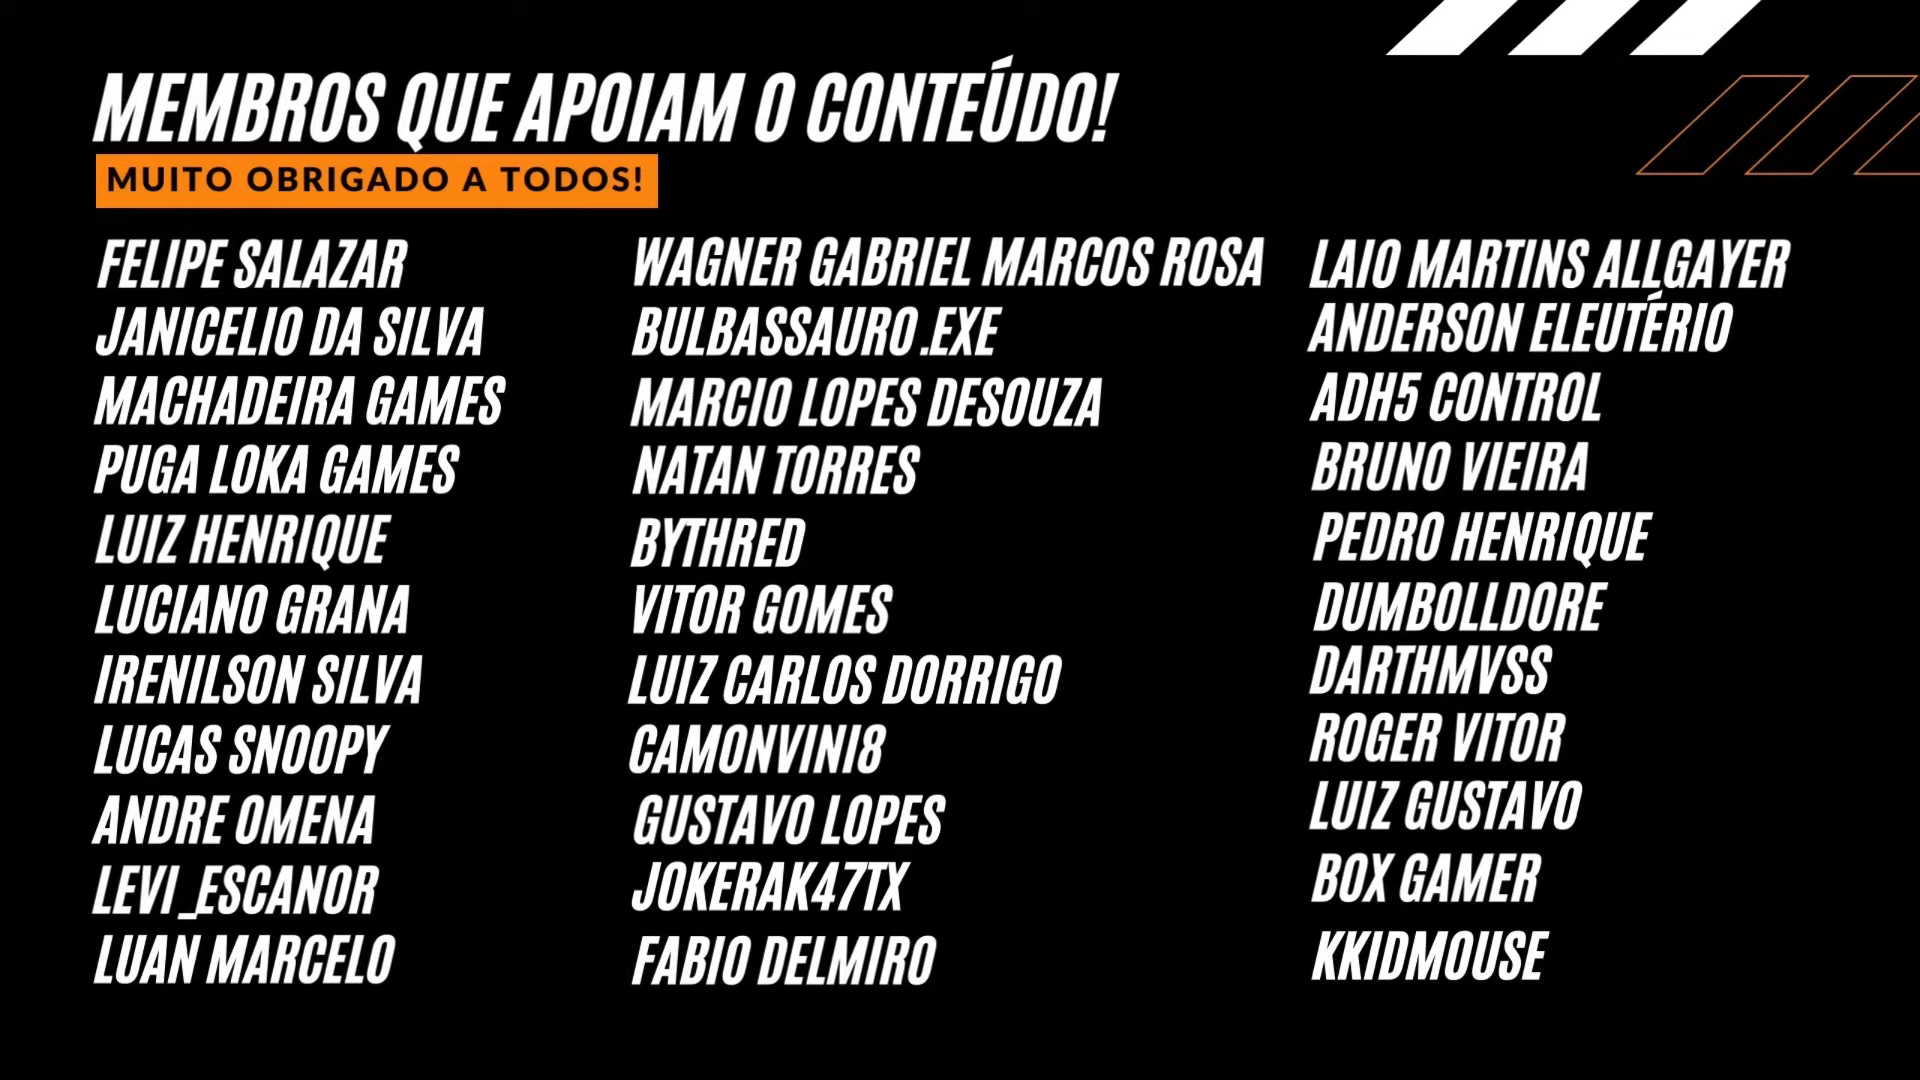 MEMBROS QUE APOIAM O CONTEÚDO!
MUITO OBRIGADO A TODOS!
FELIPE SALAZAR
JANICELIO DA SILVA
MACHADEIRA GAMES
PUGA LOKA GAMES
LUIZ HENRIQUE
LUCIANO GRANA
IRENILSON SILVA
LUCAS SNOOPY
ANDRE OMENA
LEVI_ESCANOR
LUAN MARCELO
WAGNER GABRIEL MARCOS ROSA
BULBASSAURO.EXE
MARCIO LOPES DESOUZA
NATAN TORRES
BYTHRED
VITOR GOMES
LUIZ CARLOS DORRIGO
CAMONVINI8
GUSTAVO LOPES
JOKERAK47TX
FABIO DELMIRO
LAIO MARTINS ALLGAYER
ANDERSON ELEUTÉRIO
ADH5 CONTROL
BRUNO VIEIRA
PEDRO HENRIQUE
DUMBOLLDORE
DARTHMVSS
ROGER VITOR
LUIZ GUSTAVO
BOX GAMER
KKIDMOUSE